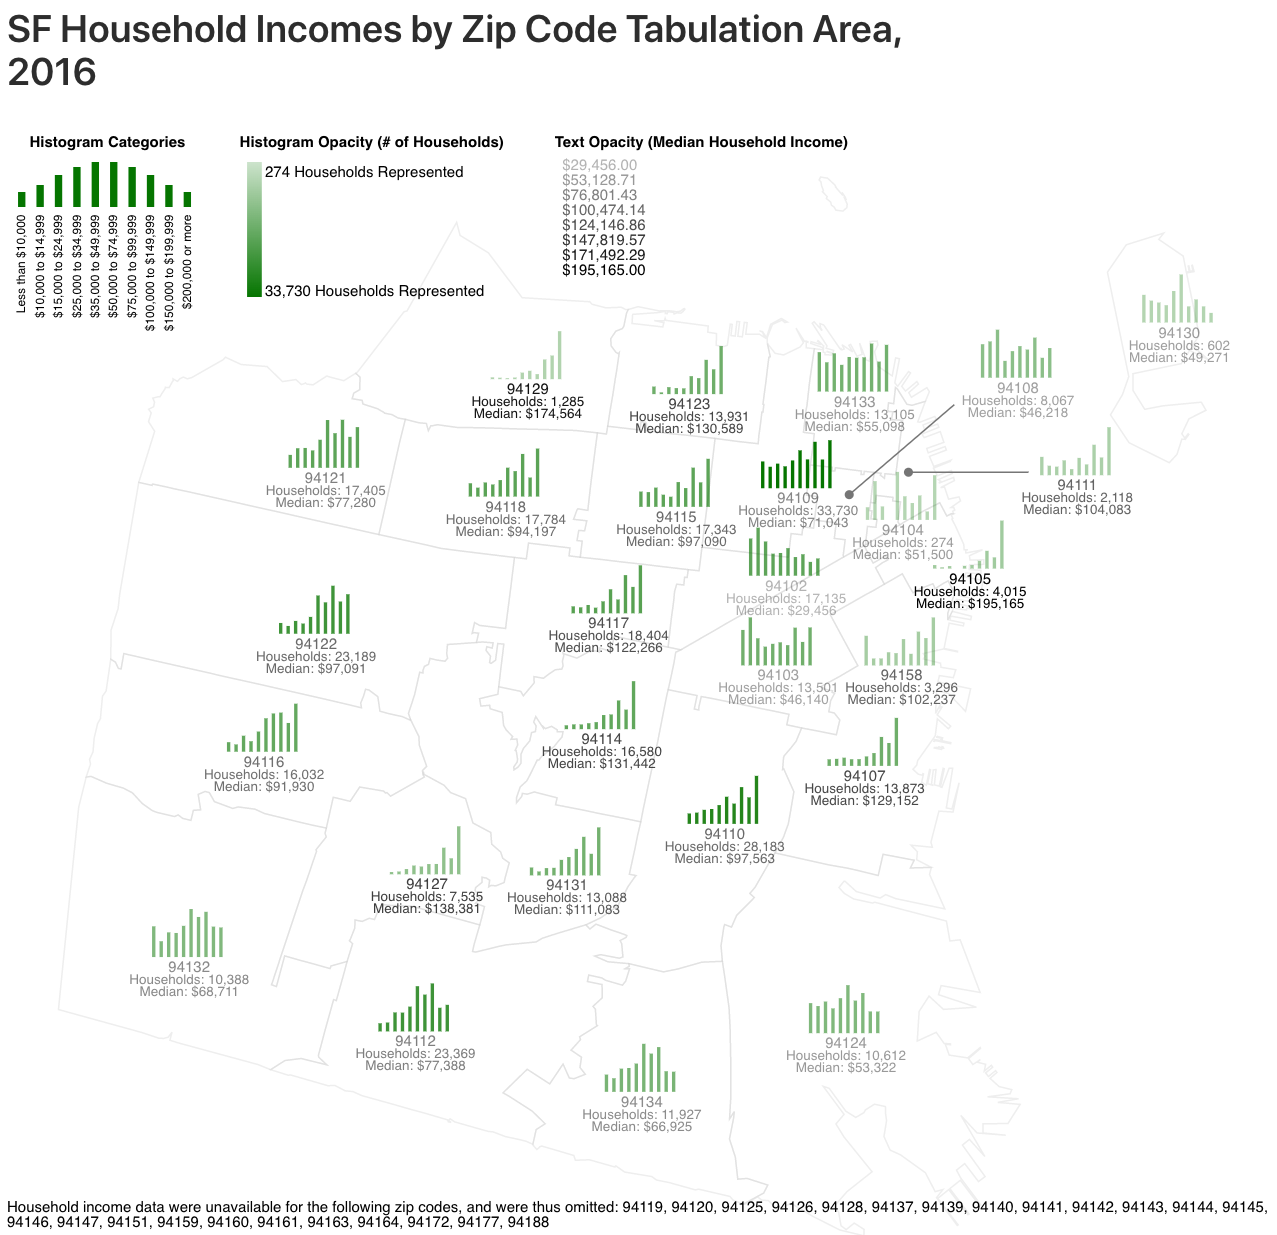 SF Household Incomes by Zip Code Tabulation Area,
2016
Histogram Categories
Less than $10,000
$10,000 to $14,999
$15,000 to $24,999
$25,000 to $34,999
$35,000 to $49,999
$50,000 to $74,999
$75,000 to $99,999
$100,000 to $149,999
$150,000 to $199,999
$200,000 or more
Histogram Opacity (# of Households)
274 Households Represented
33,730 Households Represented
Text Opacity (Median Household Income)
$29,456.00
$53,128.71
$76,801.43
$100,474.14
$124,146.86
$147,819.57
$171,492.29
$195,165.00
94130
Households: 602
Median: $49,271
94129
Households: 1,285
Median: $174,564
94123
Households: 13,931
Median: $130,589
94133
Households: 13,105
Median: $55,098
94108
Households: 8,067
Median: $46,218
94121
Households: 17,405
Median: $77,280
94118
Households: 17,784
Median: $94,197
94115
Households: 17,343
Median: $97,090
94109
Households: 33,730
Median: $71,043
94104
Households: 274
Median: $51,500
94111
Households: 2,118
Median: $104,083
94102
Households: 17,135
Median: $29,456
94105
Households: 4,015
Median: $195,165
94122
Households: 23,189
Median: $97,091
94117
Households: 18,404
Median: $122,266
94103
Households: 13,501
Median: $46,140
94158
Households: 3,296
Median: $102,237
94116
Households: 16,032
Median: $91,930
94114
Households: 16,580
Median: $131,442
94107
Households: 13,873
Median: $129,152
94110
Households: 28,183
Median: $97,563
94127
Households: 7,535
Median: $138,381
94131
Households: 13,088
Median: $111,083
94132
Households: 10,388
Median: $68,711
94112
Households: 23,369
Median: $77,388
94134
Households: 11,927
Median: $66,925
94124
Households: 10,612
Median: $53,322
Household income data were unavailable for the following zip codes, and were thus omitted: 94119, 94120, 94125, 94126, 94128, 94137, 94139, 94140, 94141, 94142, 94143, 94144, 94145,
94146, 94147, 94151, 94159, 94160, 94161, 94163, 94164, 94172, 94177, 94188